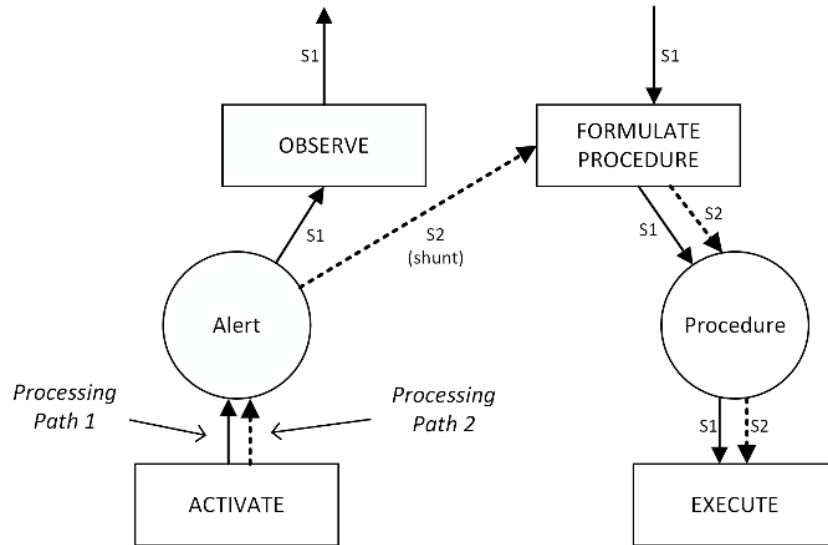 S1
S1
OBSERVE
FORMULATE
PROCEDURE
S1
S2
(shunt)
S1
S2
Alert
Procedure
Processing
Path 1
Processing
Path 2
S1
S2
ACTIVATE
EXECUTE